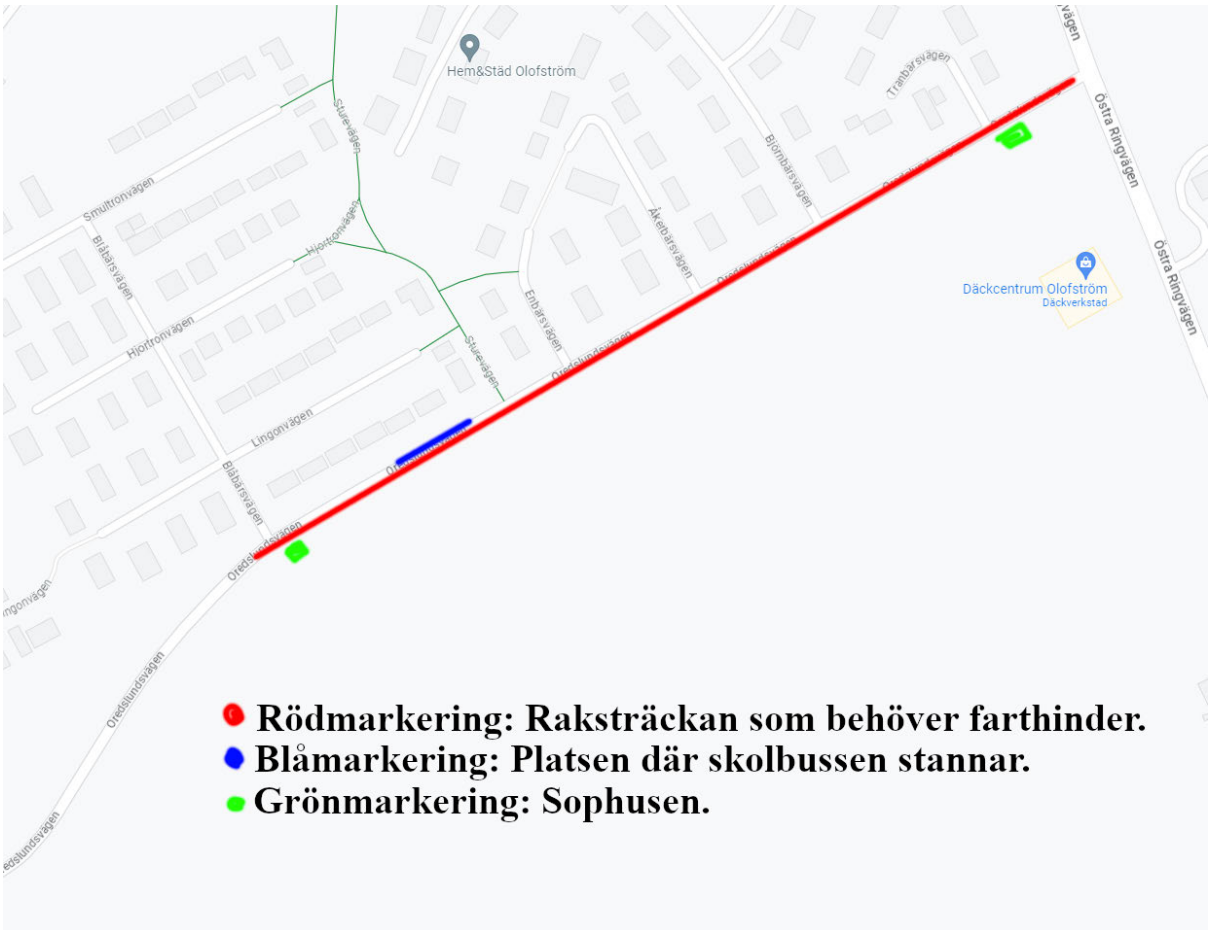 Hem&Städ Olofström
Tranbärsvägen
Östra Ringvägen
Sturevägen
Björnbärsvägen
Smultronvägen
Hjortronvägen
Åkerbärsvägen
Blåbärsvägen
Oredslundsvägen
Östra Ringvägen
Däckcentrum Olofström
Däckverkstad
Hjortronvägen
Enbärsvägen
Sturevägen
Oredslundsvägen
Lingonvägen
Blåbärsvägen
Oredslundsvägen
Oredslundsvägen
Rödmarkering: Raksträckan som behöver farthinder.
Blåmarkering: Platsen där skolbussen stannar.
Grönmarkering: Sophusen.